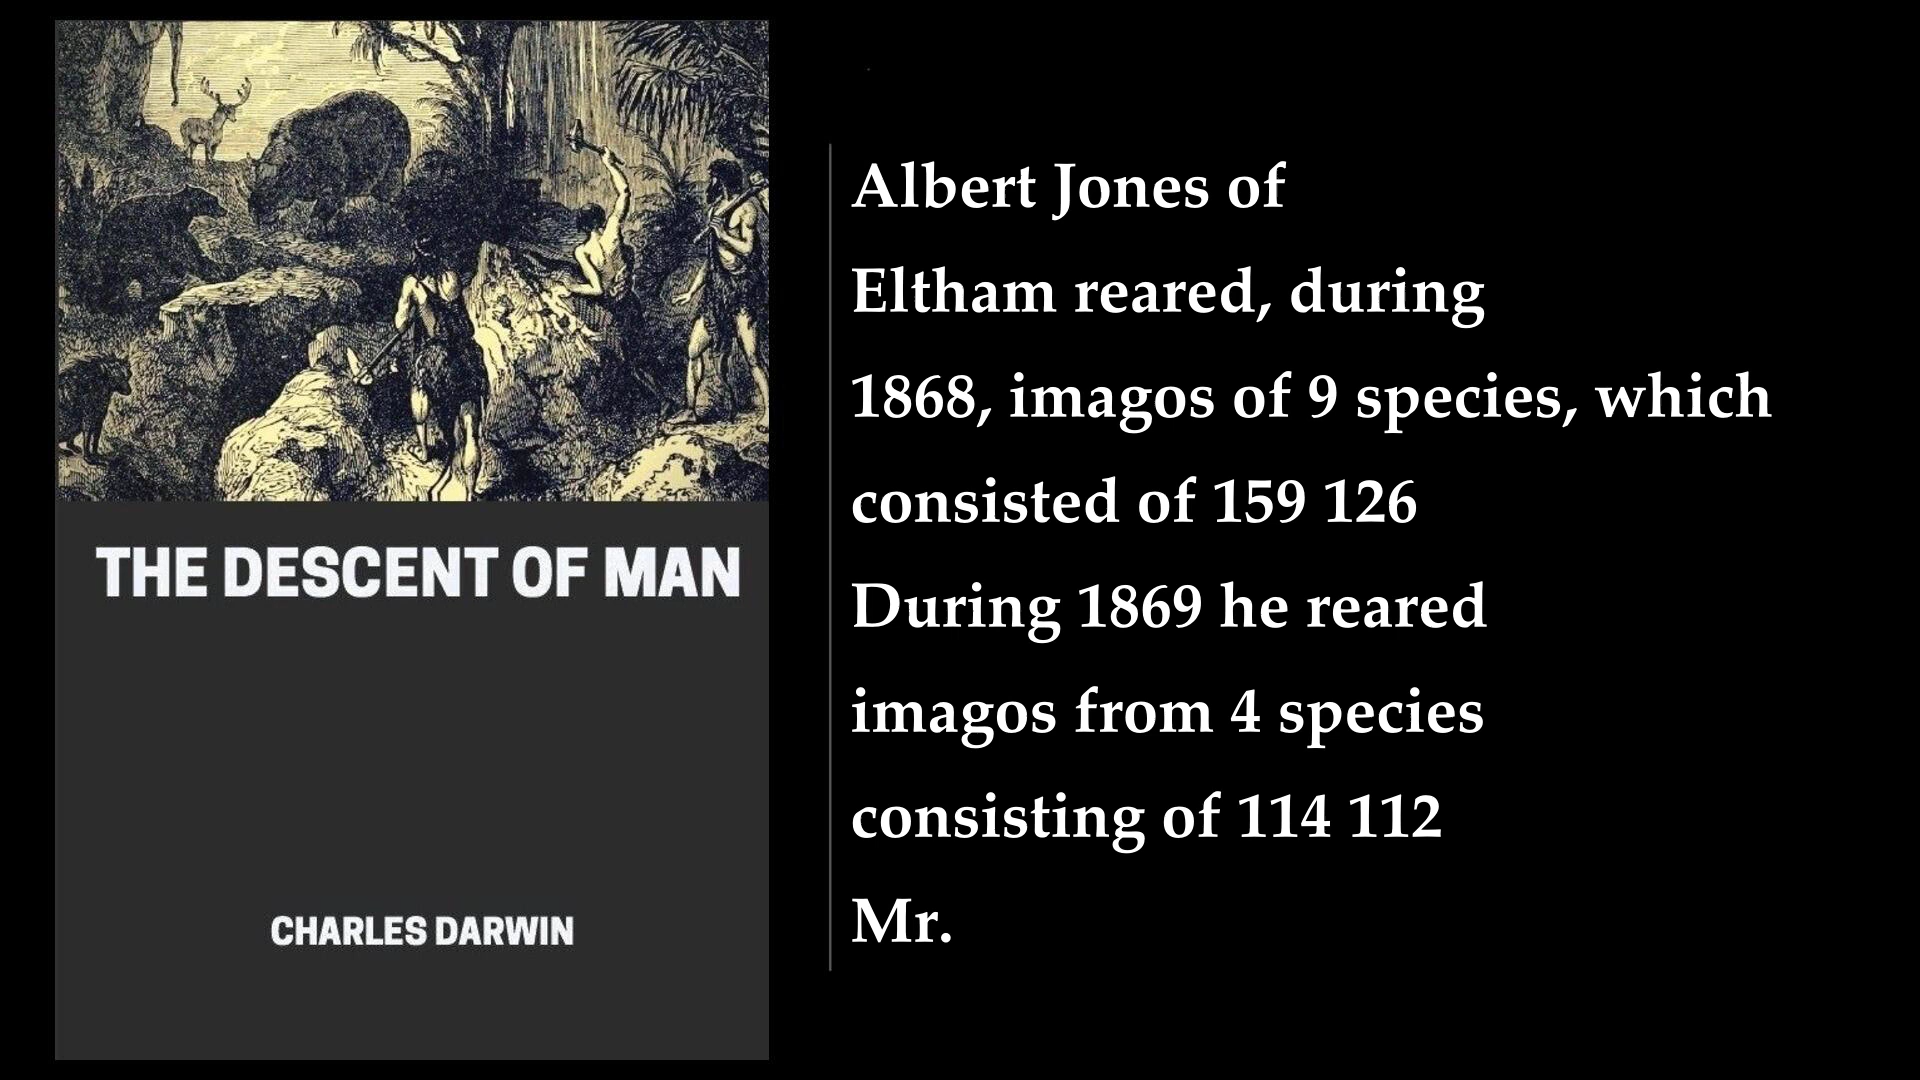 THE DESCENT OF MAN
CHARLES DARWIN
Albert Jones of
Eltham reared, during
1868, imagos of 9 species, which
consisted of 159 126
During 1869 he reared
imagos from 4 species
consisting of 114 112
Mr.